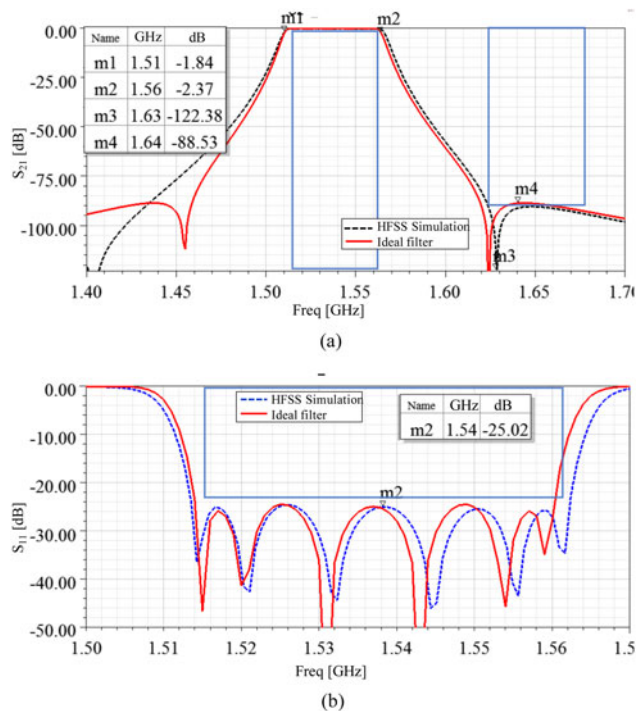 m1 m2
0.00
Name GHz dB
m1 1.51 -1.84
m2 1.56 -2.37
m3 1.63 -122.38
m4 1.64 -88.53
-25.00
-50.00
-75.00
-100.00
S21 [dB]
m4
HFSS Simulation
Ideal filter
m3
1.40 1.45 1.50 1.55 1.60 1.65 1.70
Freq [GHz]
(a)
0.00
-10.00
-20.00
-30.00
-40.00
-50.00
S11 [dB]
HFSS Simulation
Ideal filter
Name GHz dB
m2 1.54 -25.02
m2
1.50 1.52 1.53 1.54 1.55 1.56 1.5
Freq [GHz]
(b)